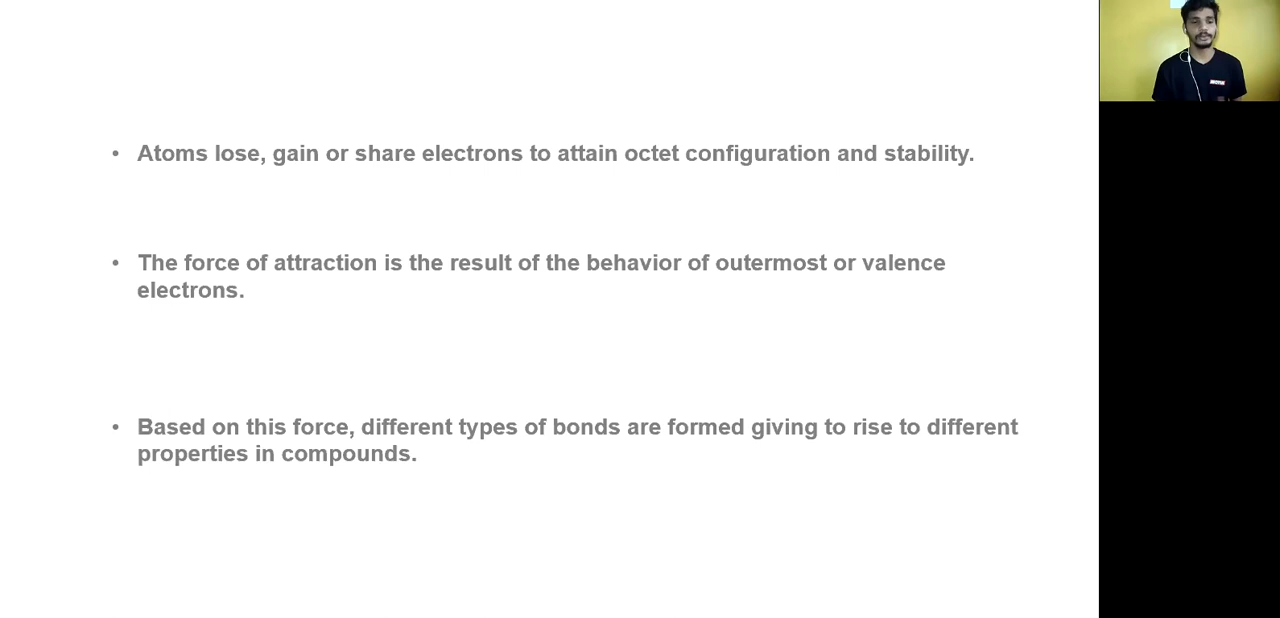 • Atoms lose, gain or share electrons to attain octet configuration and stability.
• The force of attraction is the result of the behavior of outermost or valence
electrons.
• Based on this force, different types of bonds are formed giving to rise to different
properties in compounds.